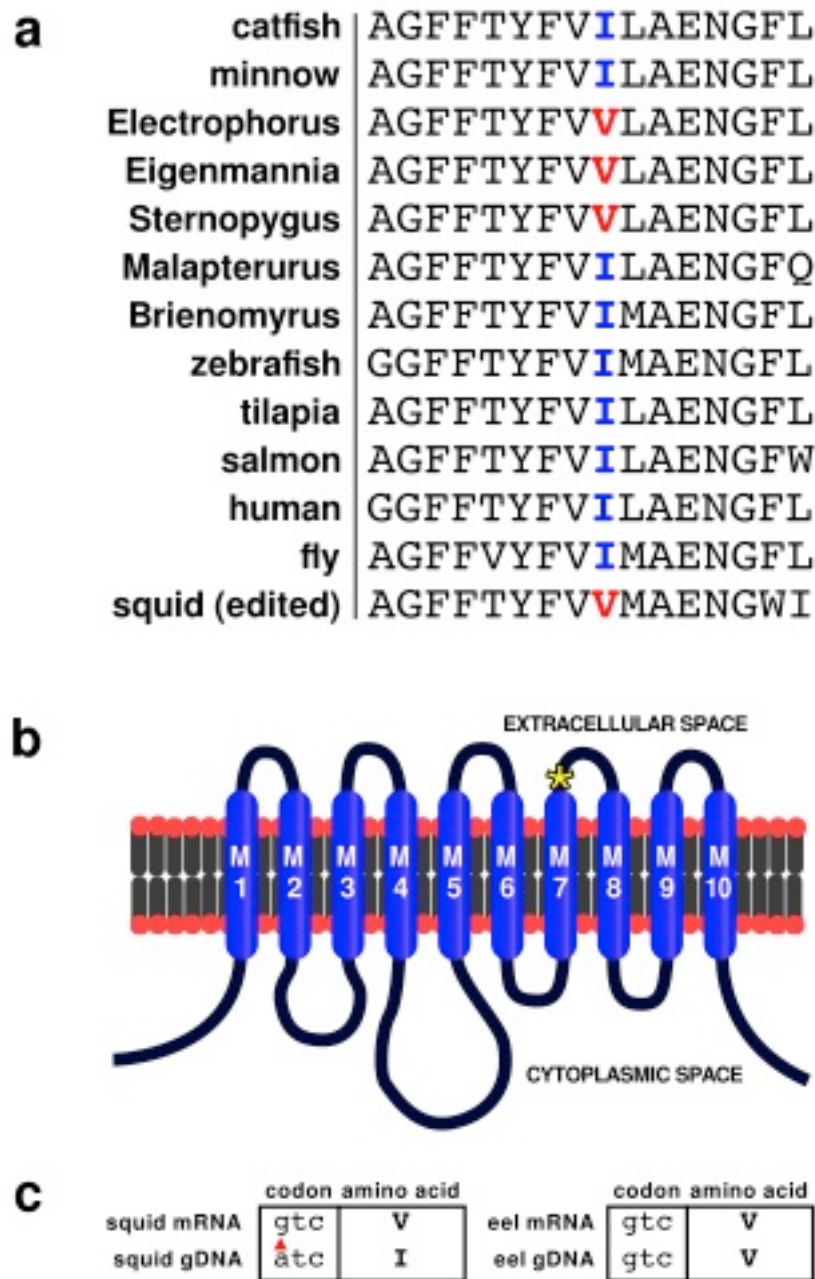 a
catfish AGFFTYFVILAENGFL
minnow AGFFTYFVILAENGFL
Electrophorus AGFFTYFVVLAENGFL
Eigenmannia AGFFTYFVVLAENGFL
Sternopygus AGFFTYFVVLAENGFL
Malapterurus AGFFTYFVILAENGFQ
Brienomyrus AGFFTYFVIMAENGFL
zebrafish GGFFTYFVIMAENGFL
tilapia AGFFTYFVILAENGFL
salmon AGFFTYFVILAENGFW
human GGFFTYFVILAENGFL
fly AGFFVYFVIMAENGFL
squid (edited) AGFFTYFVVMAENGWI
b
EXTRACELLULAR SPACE
M M M M M M M M M M
1 2 3 4 5 6 7 8 9 10
CYTOPLASMIC SPACE
c
codon amino acid codon amino acid
squid mRNA gtc V eel mRNA gtc V
squid gDNA atc I eel gDNA gtc V